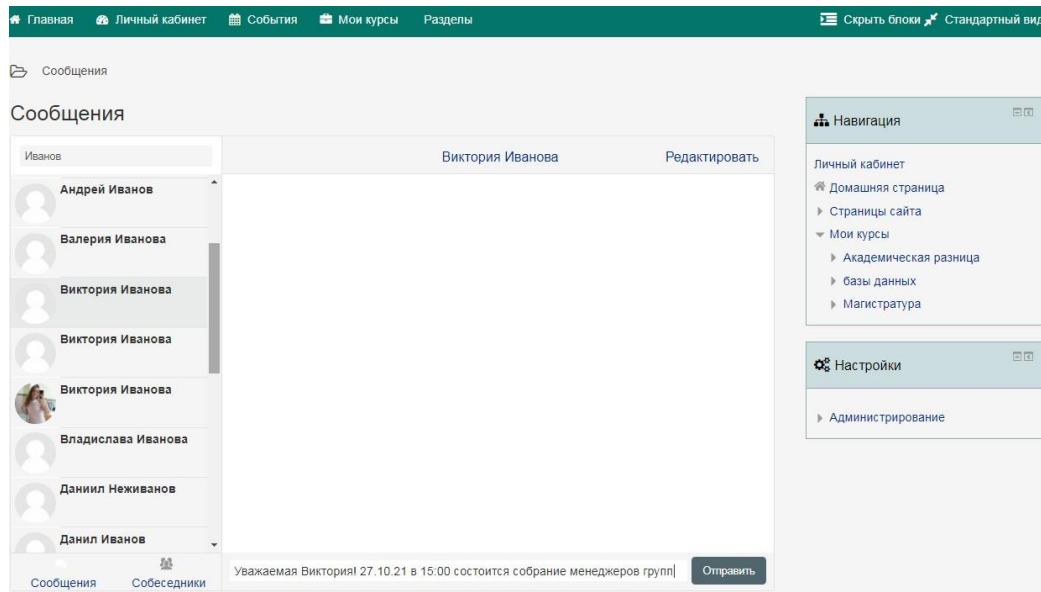 Главная Личный кабинет События Мои курсы Разделы Скрыть блоки Стандартный вид
Сообщения
Сообщения
Иванов
Виктория Иванова Редактировать
Андрей Иванов
Валерия Иванова
Виктория Иванова
Виктория Иванова
Виктория Иванова
Владислава Иванова
Даниил Неживанов
Данил Иванов
Сообщения Собеседники
Уважаемая Виктория! 27.10.21 в 15:00 состоится собрание менеджеров групп
Отправить
Навигация
Личный кабинет
Домашняя страница
Страницы сайта
Мои курсы
Академическая разница
базы данных
Магистратура
Настройки
Администрирование